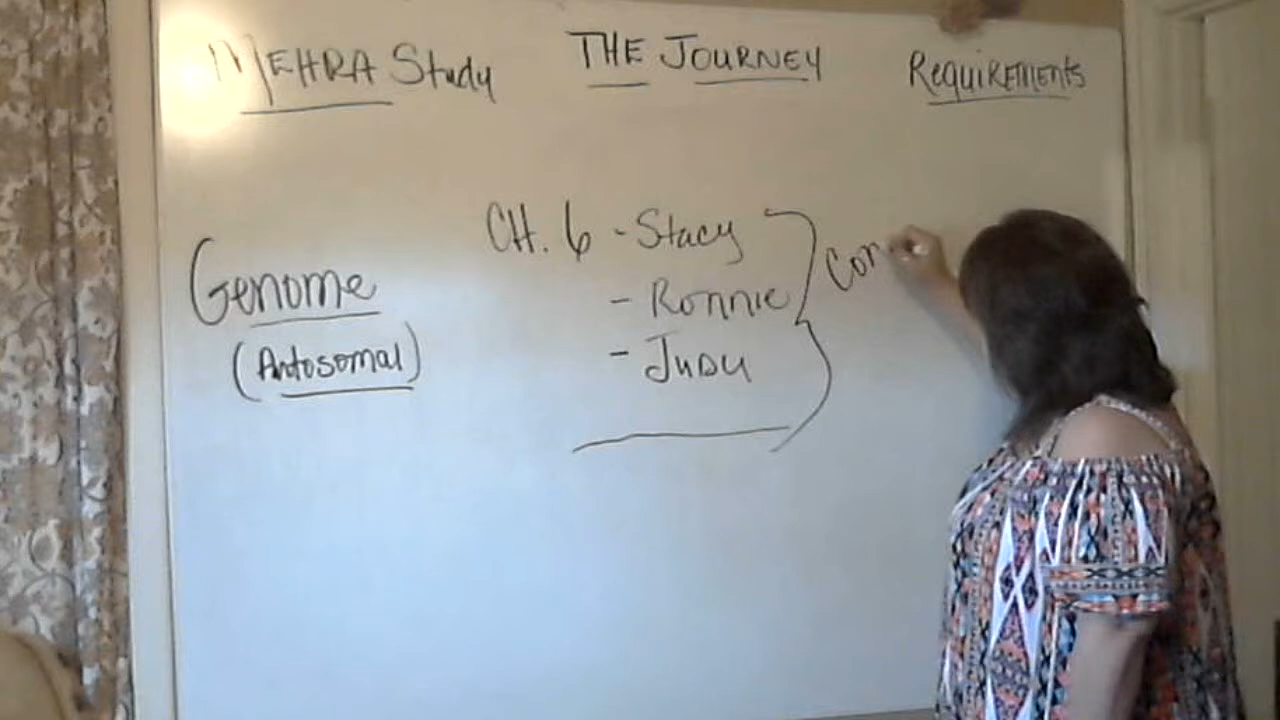 MEHRA Study THE JOURNEY REQUIREMENTS
CH. 6 - Stacy
Genome - Ronnie
(Autosomal) - Judy